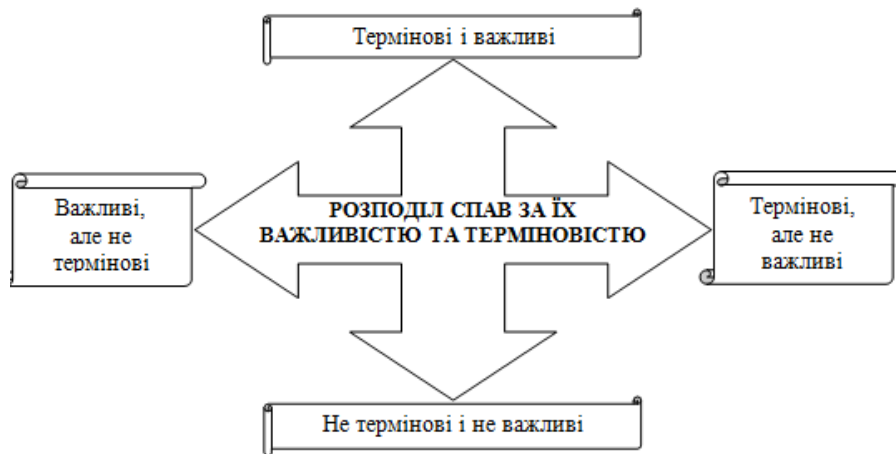 Термінові і важливі
Важливі,
але не
термінові
РОЗПОДІЛ СПАВ ЗА ЇХ
ВАЖЛИВІСТЮ ТА ТЕРМІНОВІСТЮ
Термінові,
але не
важливі
Не термінові і не важливі